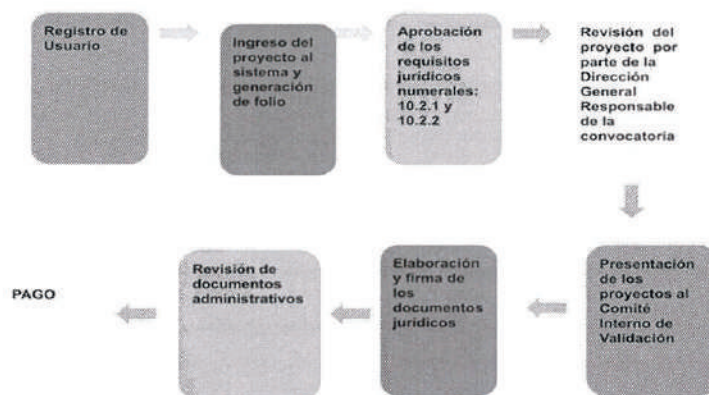 Registro de
Usuario
Ingreso del
proyecto al
sistema y
generación
de folio
Aprobación
de los
requisitos
jurídicos
numerales:
10.2.1 y
10.2.2
Revisión del
proyecto por
parte de la
Dirección
General
Responsable
de la
convocatoria
Presentación
de los
proyectos al
Comité
Interno de
Validación
Elaboración
y firma de
los
documentos
jurídicos
Revisión de
documentos
administrativos
PAGO